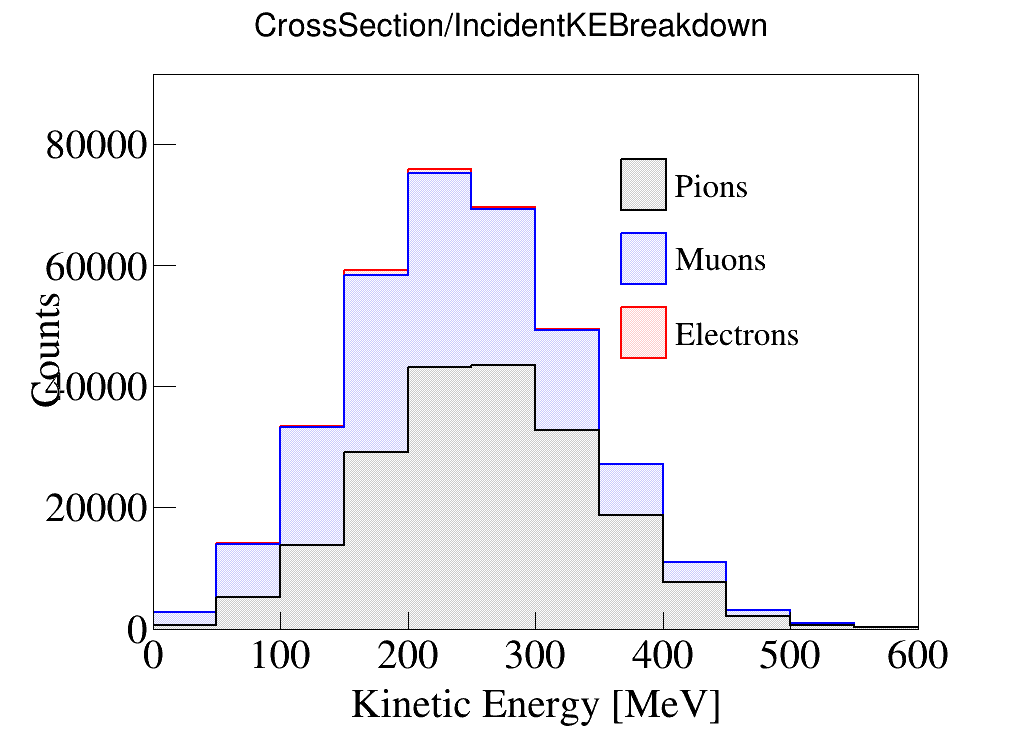 CrossSection/IncidentKEBreakdown
80000
60000
40000
20000
0
Counts
Pions
Muons
Electrons
0 100 200 300 400 500 600
Kinetic Energy [MeV]